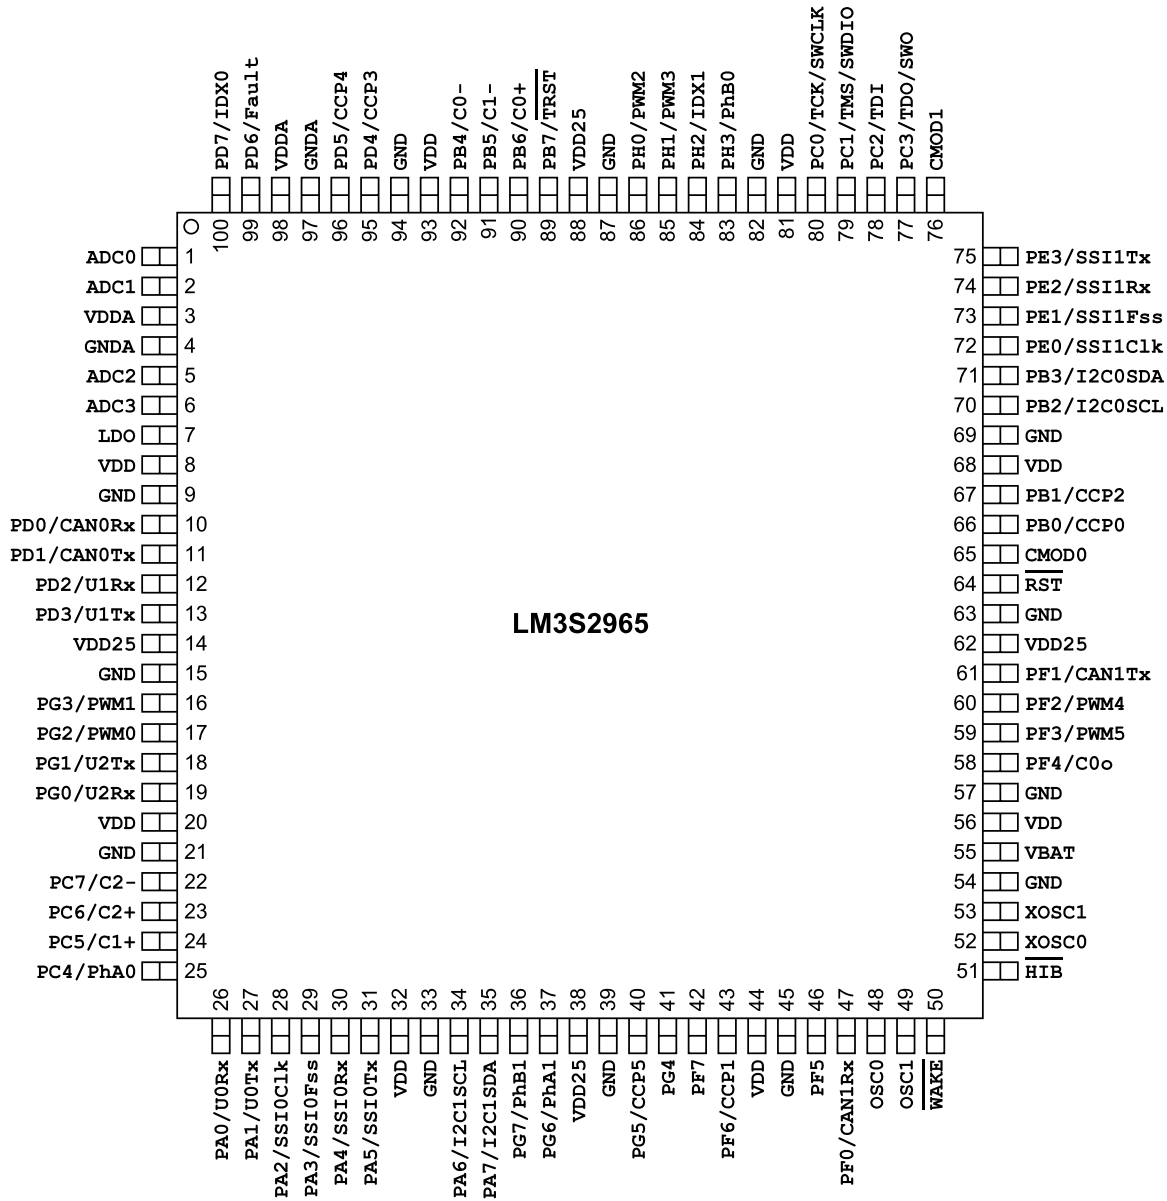 PD7/IDX0
PD6/Fault
VDDA
GNDA
PD5/CCP4
PD4/CCP3
GND
VDD
PB4/C0-
PB5/C1-
PB6/C0+
PB7/TRST
VDD25
GND
PH0/PWM2
PH1/PWM3
PH2/IDX1
PH3/PhB0
GND
VDD
PC0/TCK/SWCLK
PC1/TMS/SWDIO
PC2/TDI
PC3/TDO/SWO
CMOD1
100 99 98 97 96 95 94 93 92 91 90 89 88 87 86 85 84 83 82 81 80 79 78 77 76
ADC0 1
ADC1 2
VDDA 3
GNDA 4
ADC2 5
ADC3 6
LDO 7
VDD 8
GND 9
PD0/CAN0Rx 10
PD1/CAN0Tx 11
PD2/U1Rx 12
PD3/U1Tx 13
VDD25 14
GND 15
PG3/PWM1 16
PG2/PWM0 17
PG1/U2Tx 18
PG0/U2Rx 19
VDD 20
GND 21
PC7/C2- 22
PC6/C2+ 23
PC5/C1+ 24
PC4/PhA0 25
LM3S2965
75 PE3/SSI1Tx
74 PE2/SSI1Rx
73 PE1/SSI1Fss
72 PE0/SSI1Clk
71 PB3/I2C0SDA
70 PB2/I2C0SCL
69 GND
68 VDD
67 PB1/CCP2
66 PB0/CCP0
65 CMOD0
64 RST
63 GND
62 VDD25
61 PF1/CAN1Tx
60 PF2/PWM4
59 PF3/PWM5
58 PF4/C0o
57 GND
56 VDD
55 VBAT
54 GND
53 XOSC1
52 XOSC0
51 HIB
26 27 28 29 30 31 32 33 34 35 36 37 38 39 40 41 42 43 44 45 46 47 48 49 50
PA0/U0Rx
PA1/U0Tx
PA2/SSI0Clk
PA3/SSI0Fss
PA4/SSI0Rx
PA5/SSI0Tx
VDD
GND
PA6/I2C1SCL
PA7/I2C1SDA
PG7/PhB1
PG6/PhA1
VDD25
GND
PG5/CCP5
PG4
PF7
PF6/CCP1
VDD
GND
PF5
PF0/CAN1Rx
OSC0
OSC1
WAKE